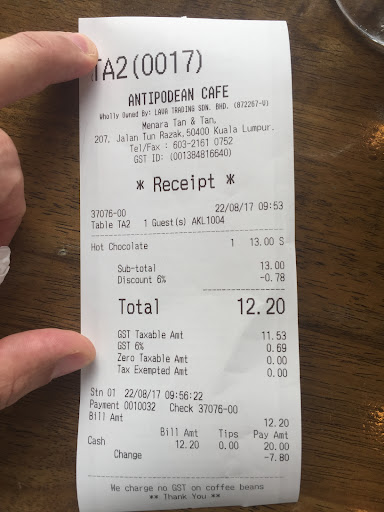 TA2(0017)
ANTIPODEAN CAFE
Wholly Owned By: LAVA TRADING SDN. BHD. (872267-V)
Menara Tan & Tan,
207, Jalan Tun Razak,50400 Kuala Lumpur.
Tel/Fax : 603-2161 0752
GST ID: (001384816640)
* Receipt *
37076-00 22/08/17 09:53
Table TA2 1 Guest(s) AKL1004
Hot Chocolate 1 13.00 S
Sub-total 13.00
Discount 6% -0.78
Total 12.20
GST Taxable Amt 11.53
GST 6% 0.69
Zero Taxable Amt 0.00
Tax Exempted Amt 0.00
Stn 01 22/08/17 09:56:22
Payment 0010032 Check 37076-00
Bill Amt 12.20
Bill Amt Tips Pay Amt
Cash 12.20 0.00 20.00
Change -7.80
We charge no GST on coffee beans
** Thank You **